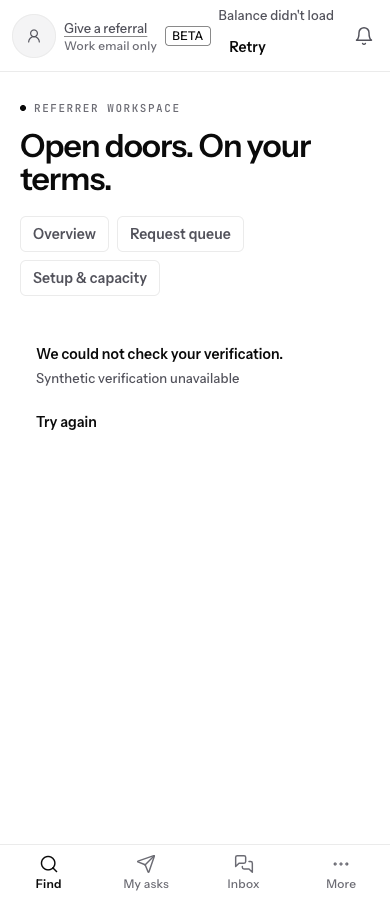 Give a referral
Work email only
BETA
Balance didn't load
Retry
REFERRER WORKSPACE
Open doors. On your
terms.
Overview
Request queue
Setup & capacity
We could not check your verification.
Synthetic verification unavailable
Try again
Find
My asks
Inbox
More